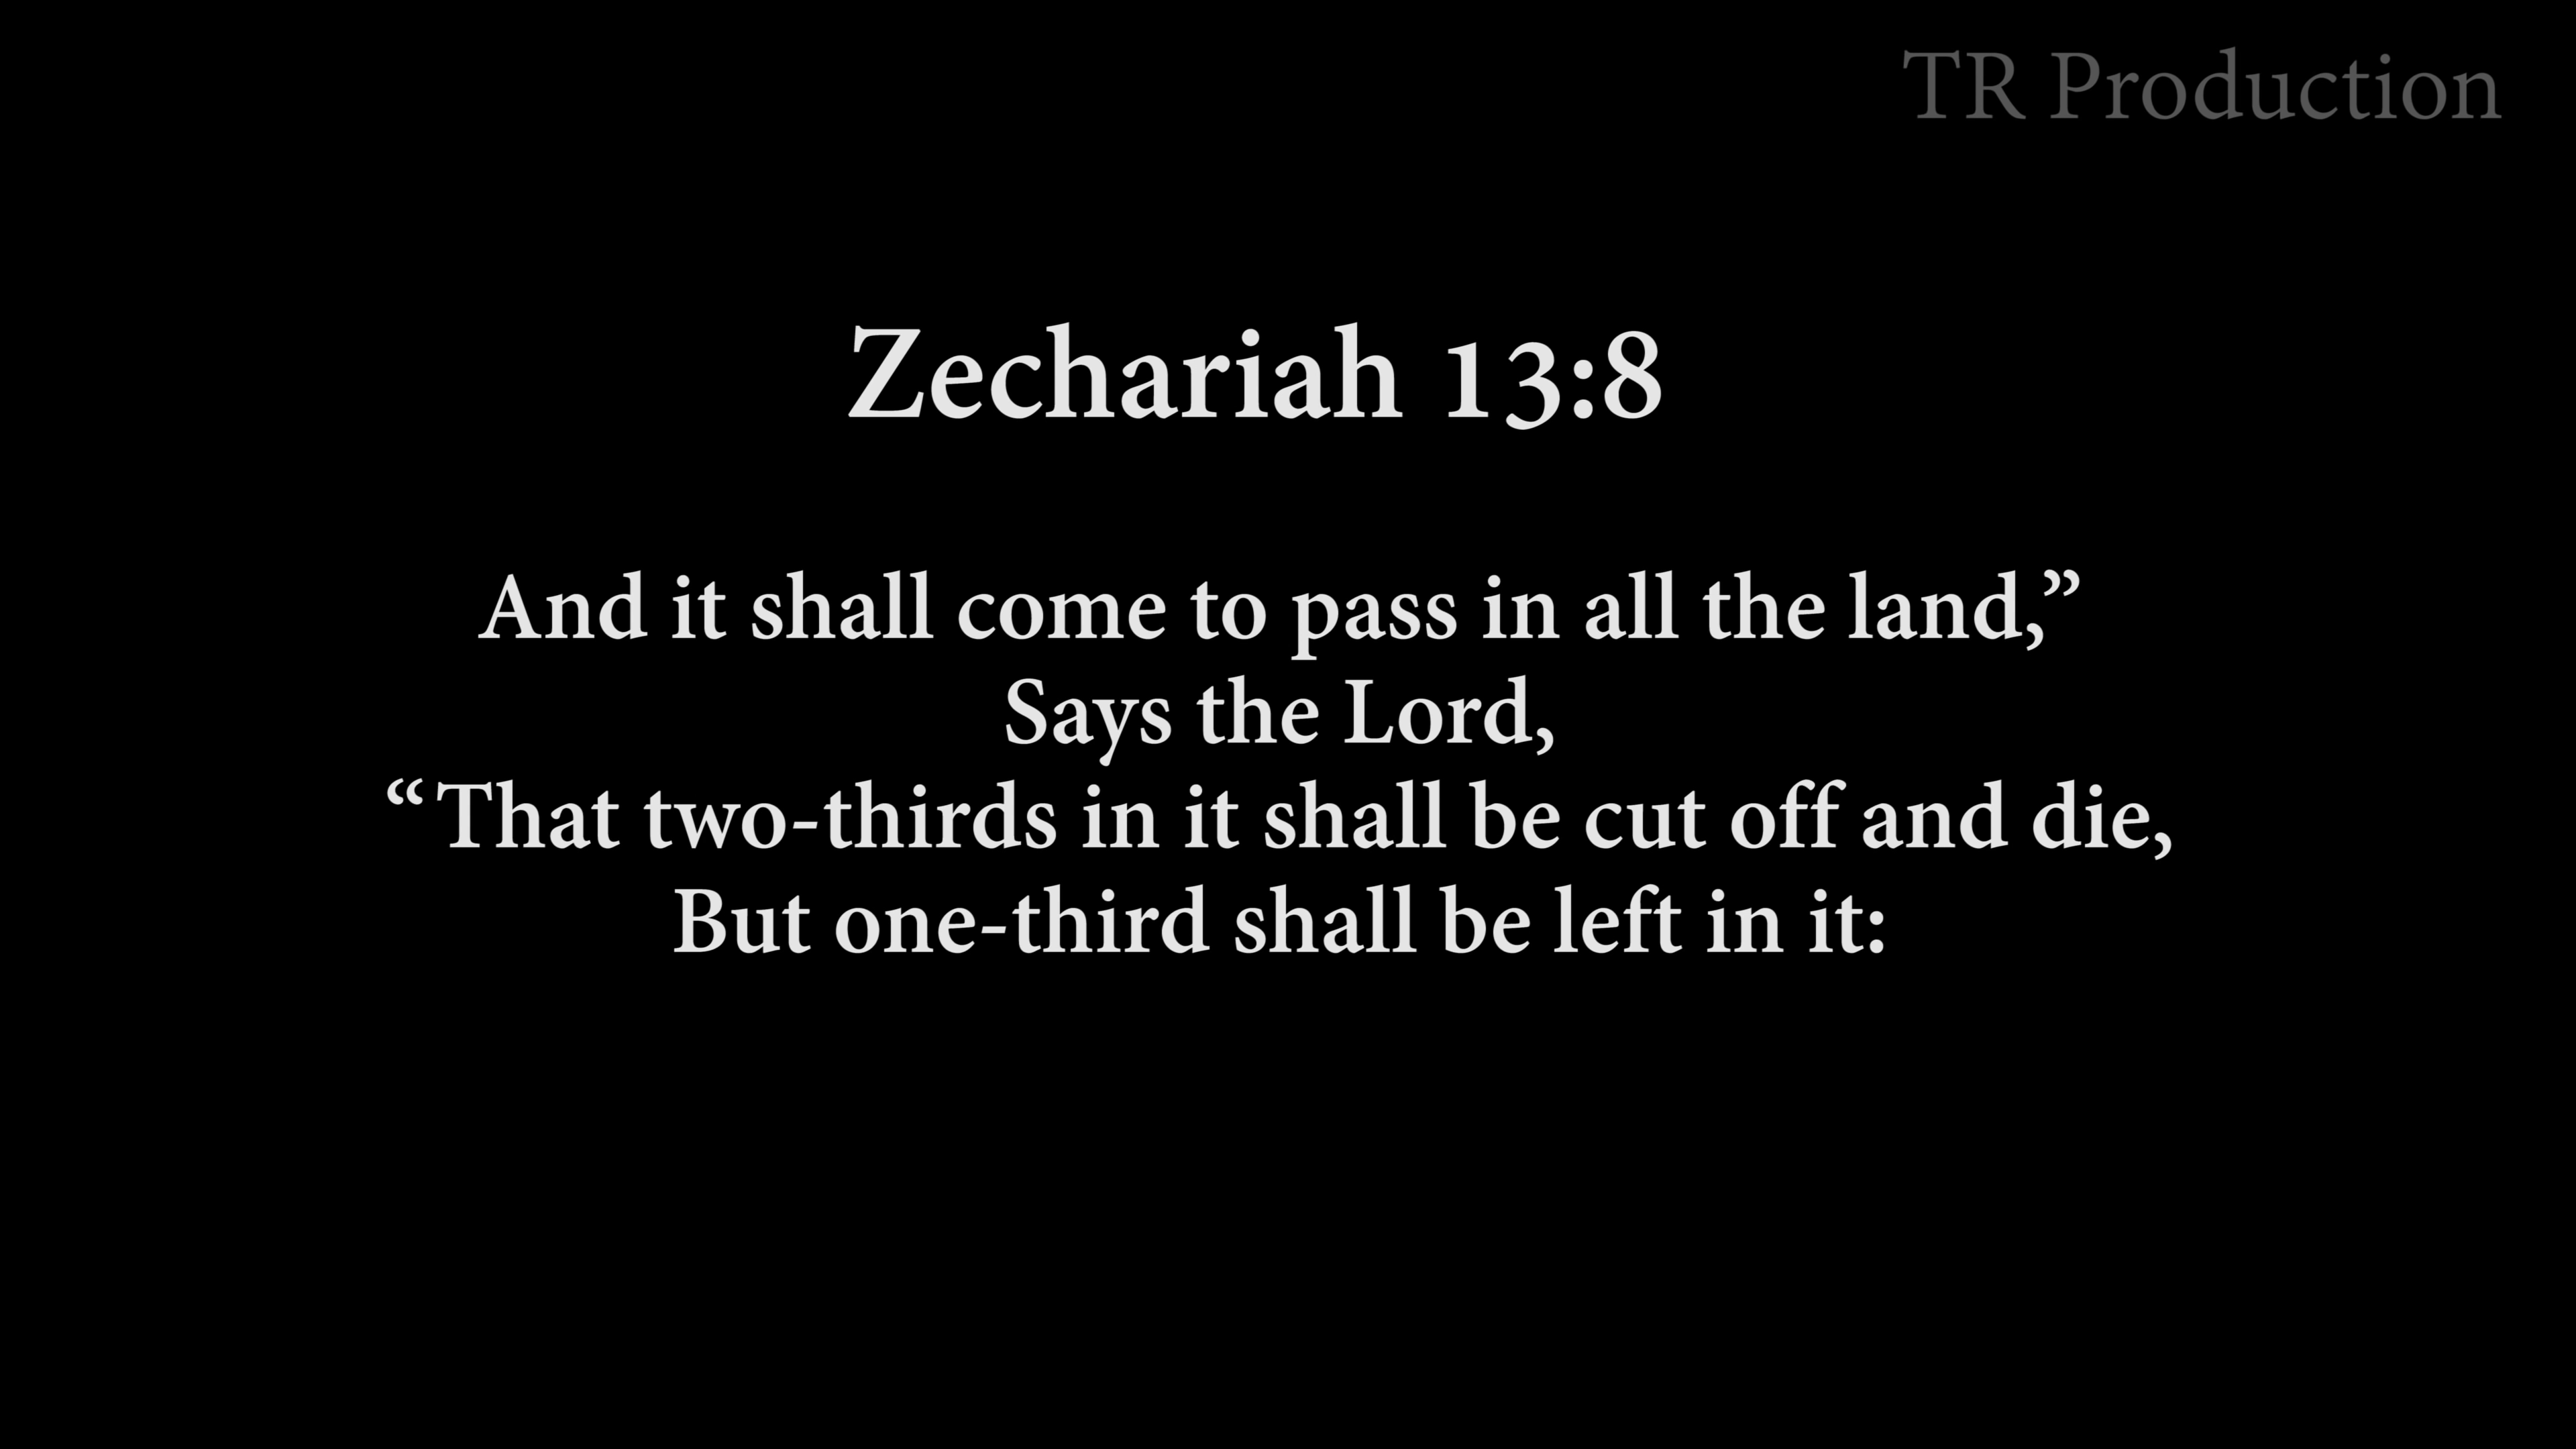 TR Production
Zechariah 13:8
And it shall come to pass in all the land,”
Says the Lord,
“That two-thirds in it shall be cut off and die,
But one-third shall be left in it: